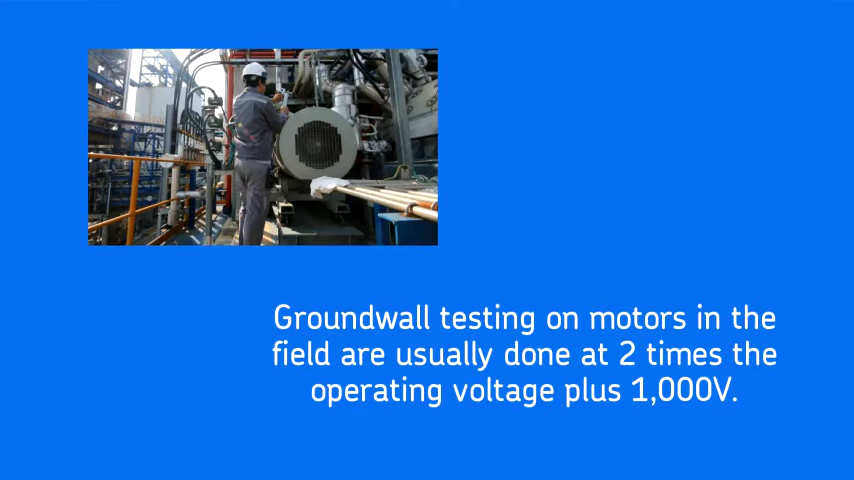 Groundwall testing on motors in the
field are usually done at 2 times the
operating voltage plus 1,000V.